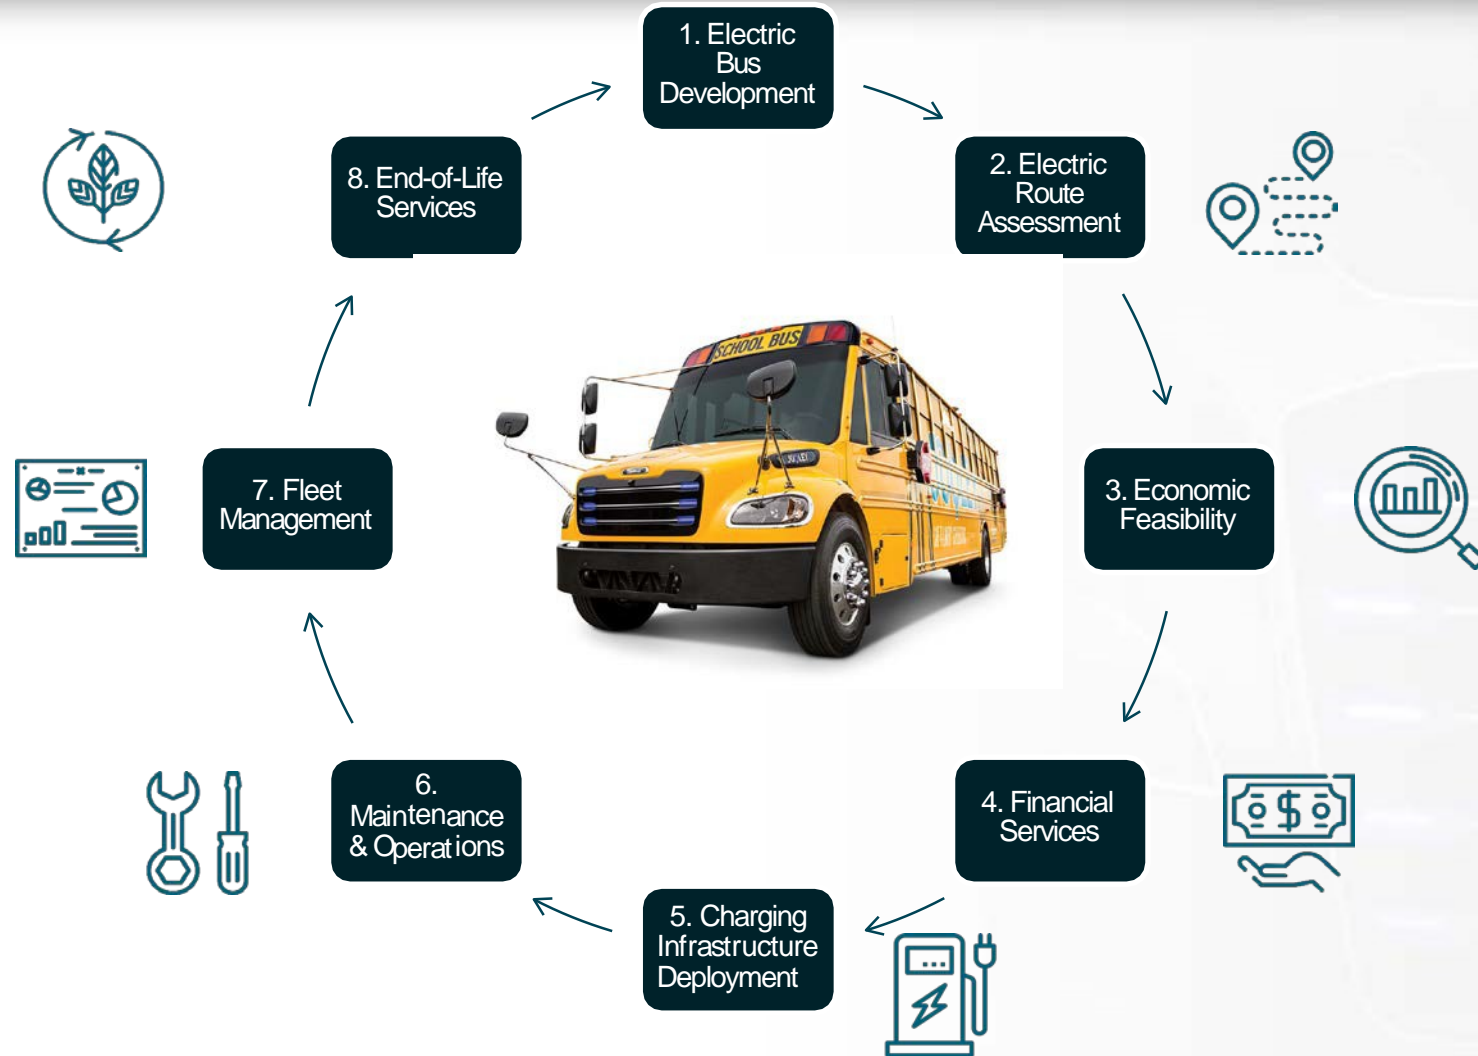 1. Electric
Bus
Development
2. Electric
Route
Assessment
3. Economic
Feasibility
4. Financial
Services
5. Charging
Infrastructure
Deployment
6.
Maintenance
& Operations
7. Fleet
Management
8. End-of-Life
Services
SCHOOL BUS